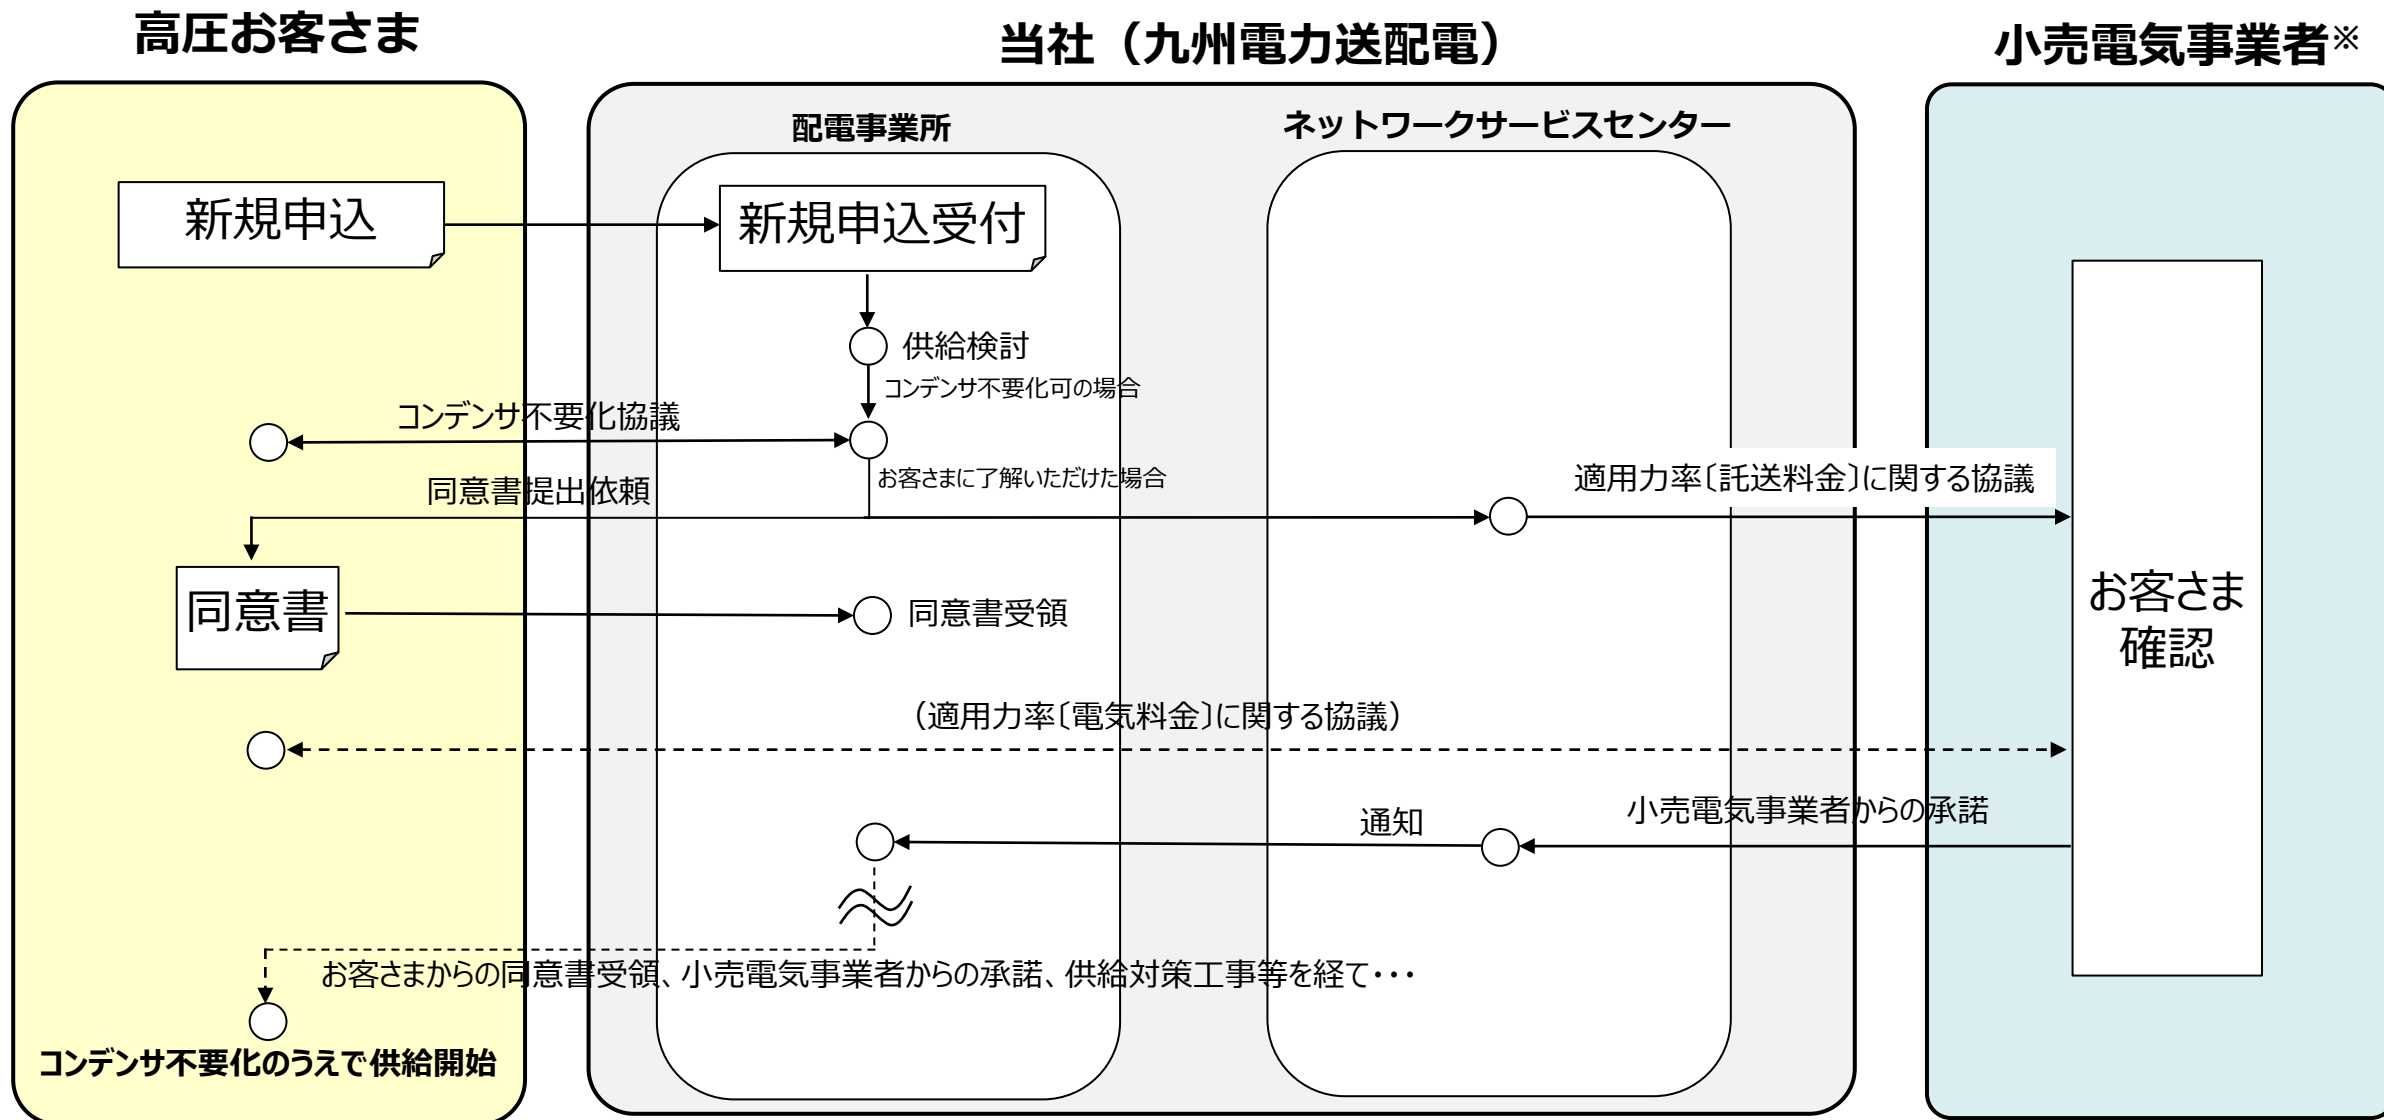 高圧お客さま
当社（九州電力送配電）
小売電気事業者※
配電事業所
ネットワークサービスセンター
新規申込
新規申込受付
供給検討
コンデンサ不要化可の場合
コンデンサ不要化協議
お客さまに了解いただけた場合
適用力率〔託送料金〕に関する協議
同意書提出依頼
同意書
同意書受領
お客さま
確認
（適用力率〔電気料金〕に関する協議）
小売電気事業者からの承諾
通知
お客さまからの同意書受領、小売電気事業者からの承諾、供給対策工事等を経て・・・
コンデンサ不要化のうえで供給開始